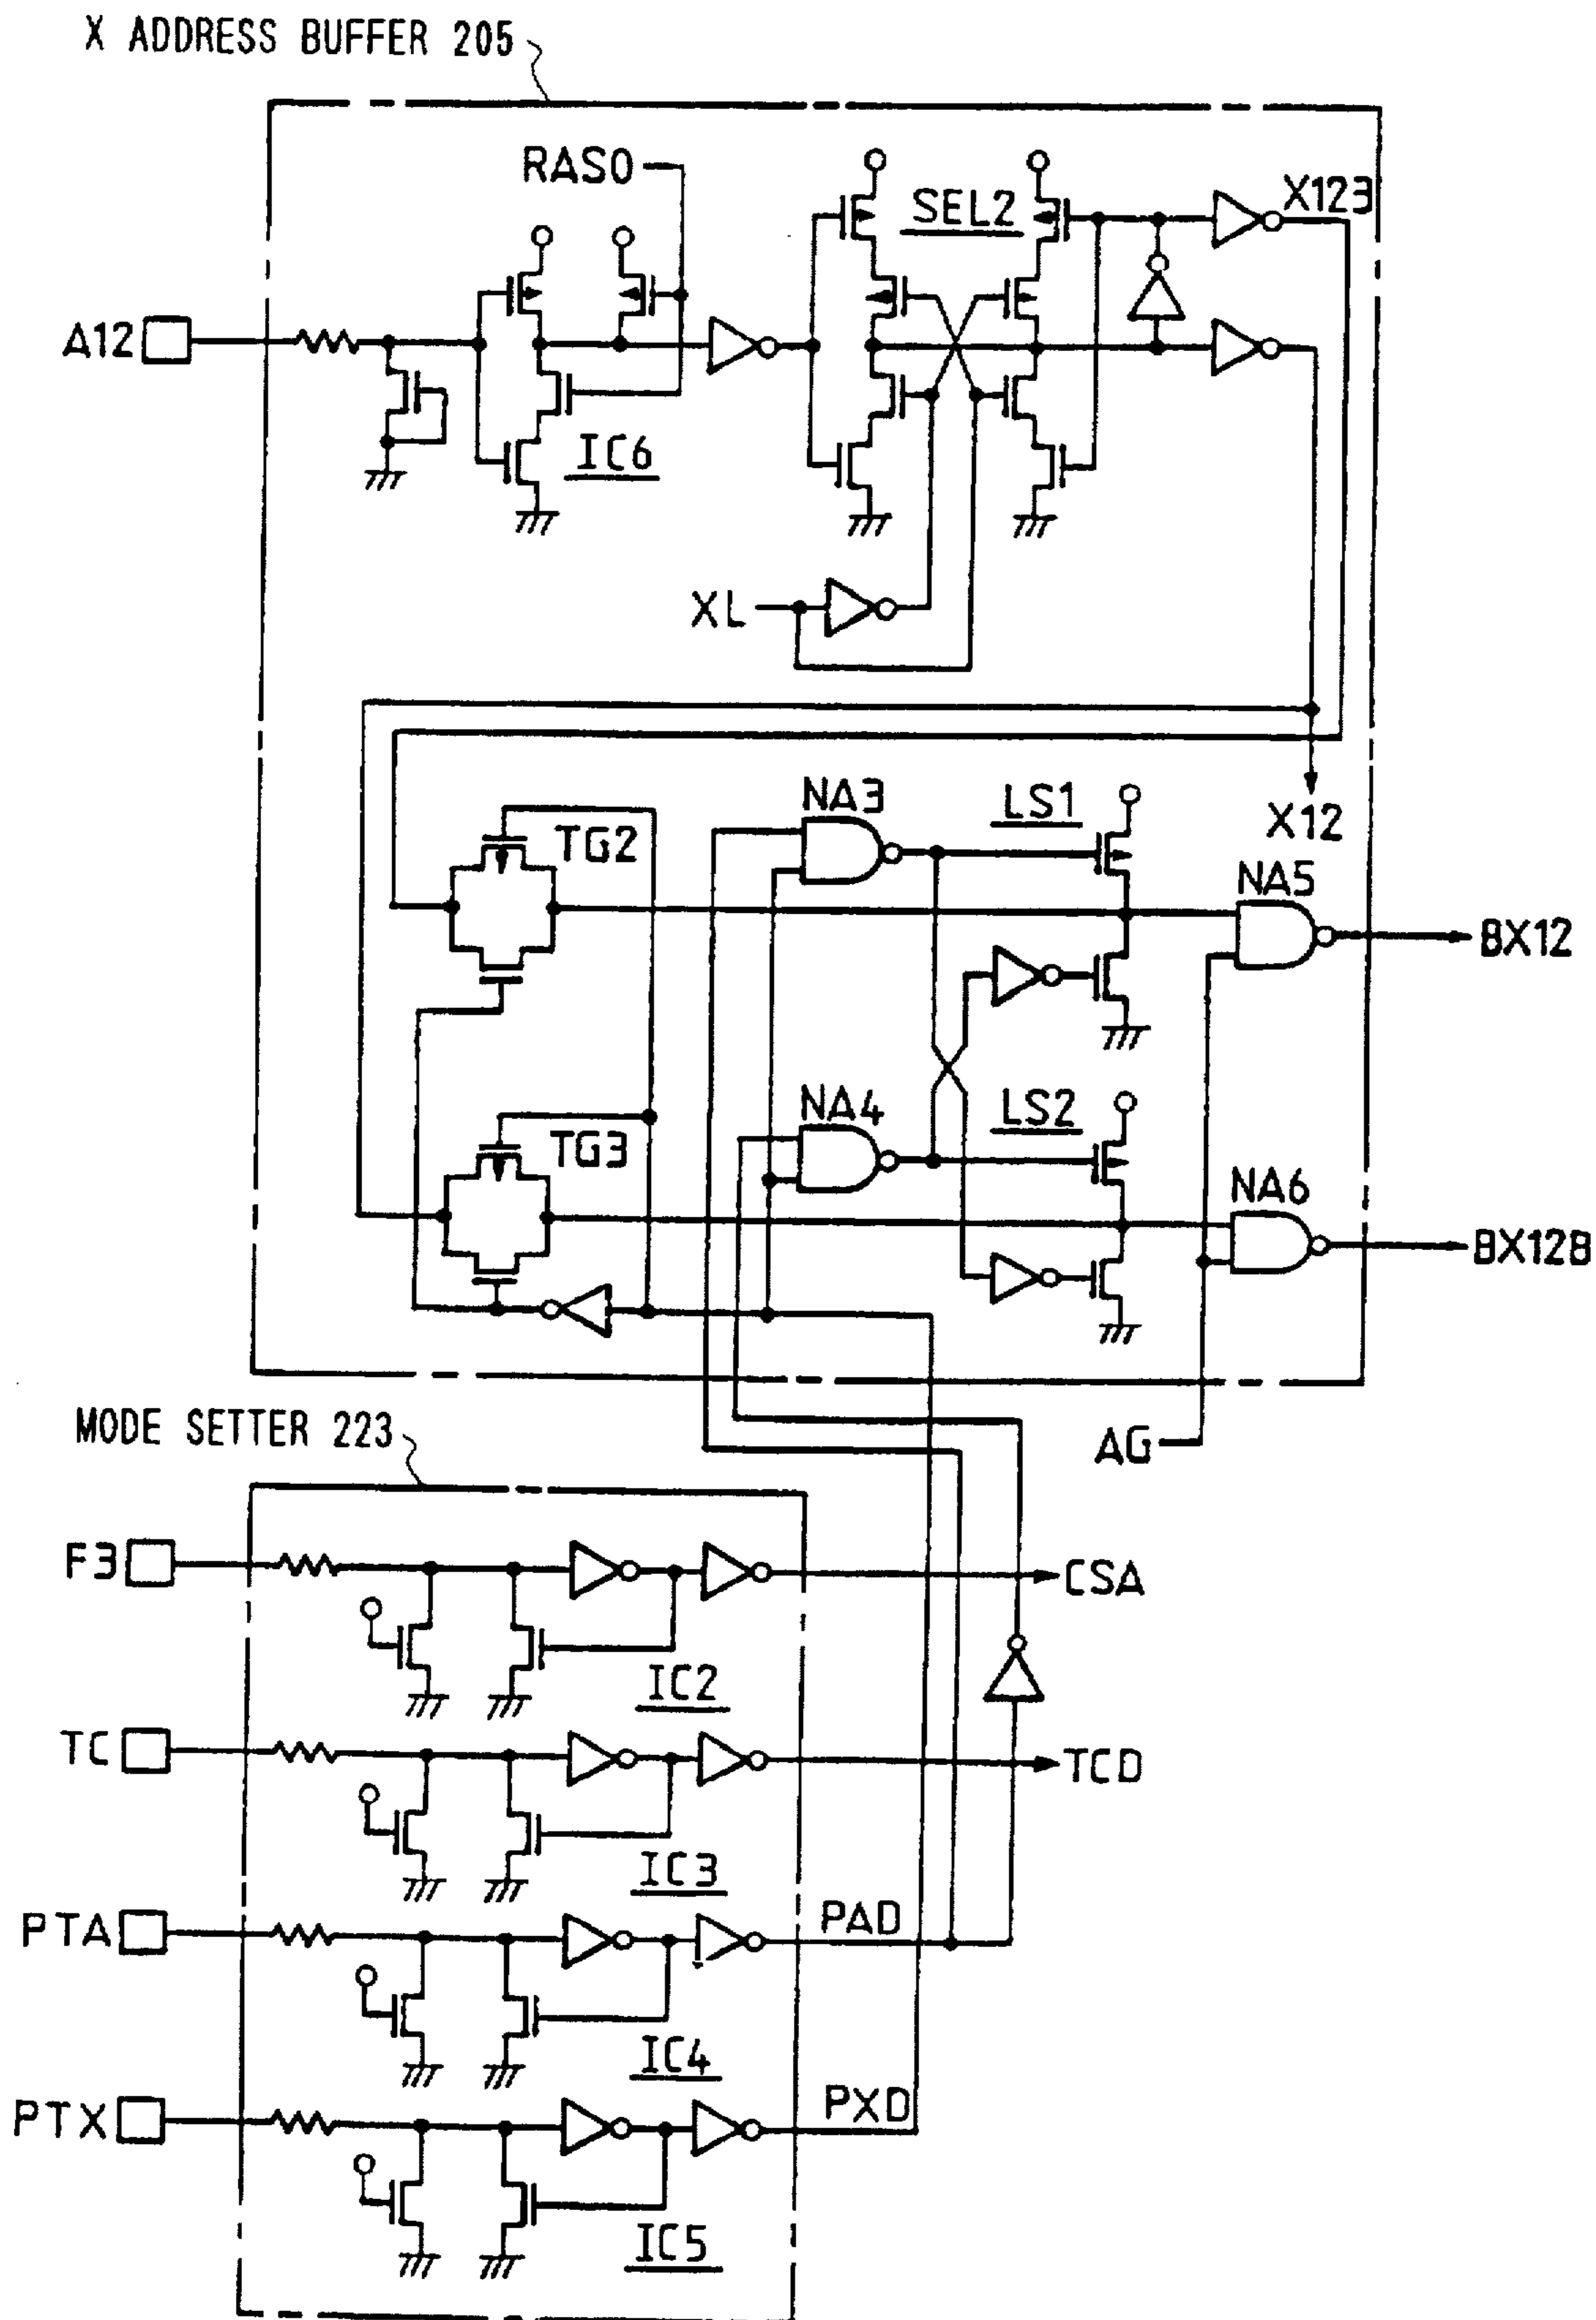 X ADDRESS BUFFER 205
RAS0
SEL2
X123
A12
IC6
XL
NA3
LS1
X12
TG2
NA5
BX12
NA4
LS2
TG3
NA6
BX12B
MODE SETTER 223
AG
F3
CSA
IC2
TC
TCD
IC3
PTA
PAD
IC4
PTX
PXD
IC5